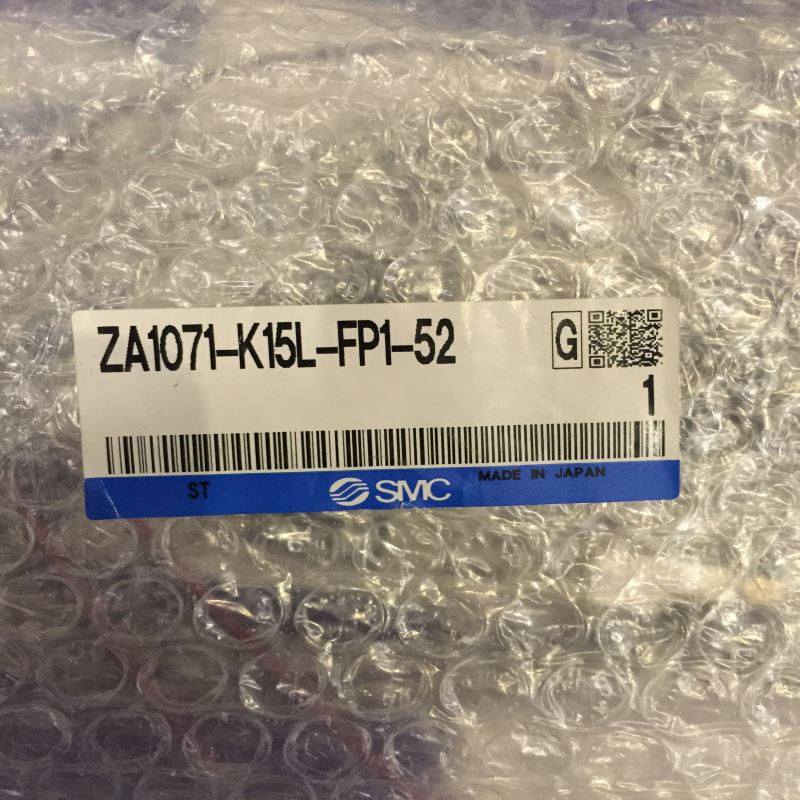 ZA1071-K15L-FP1-52
G
1
ST
SMC
MADE IN JAPAN